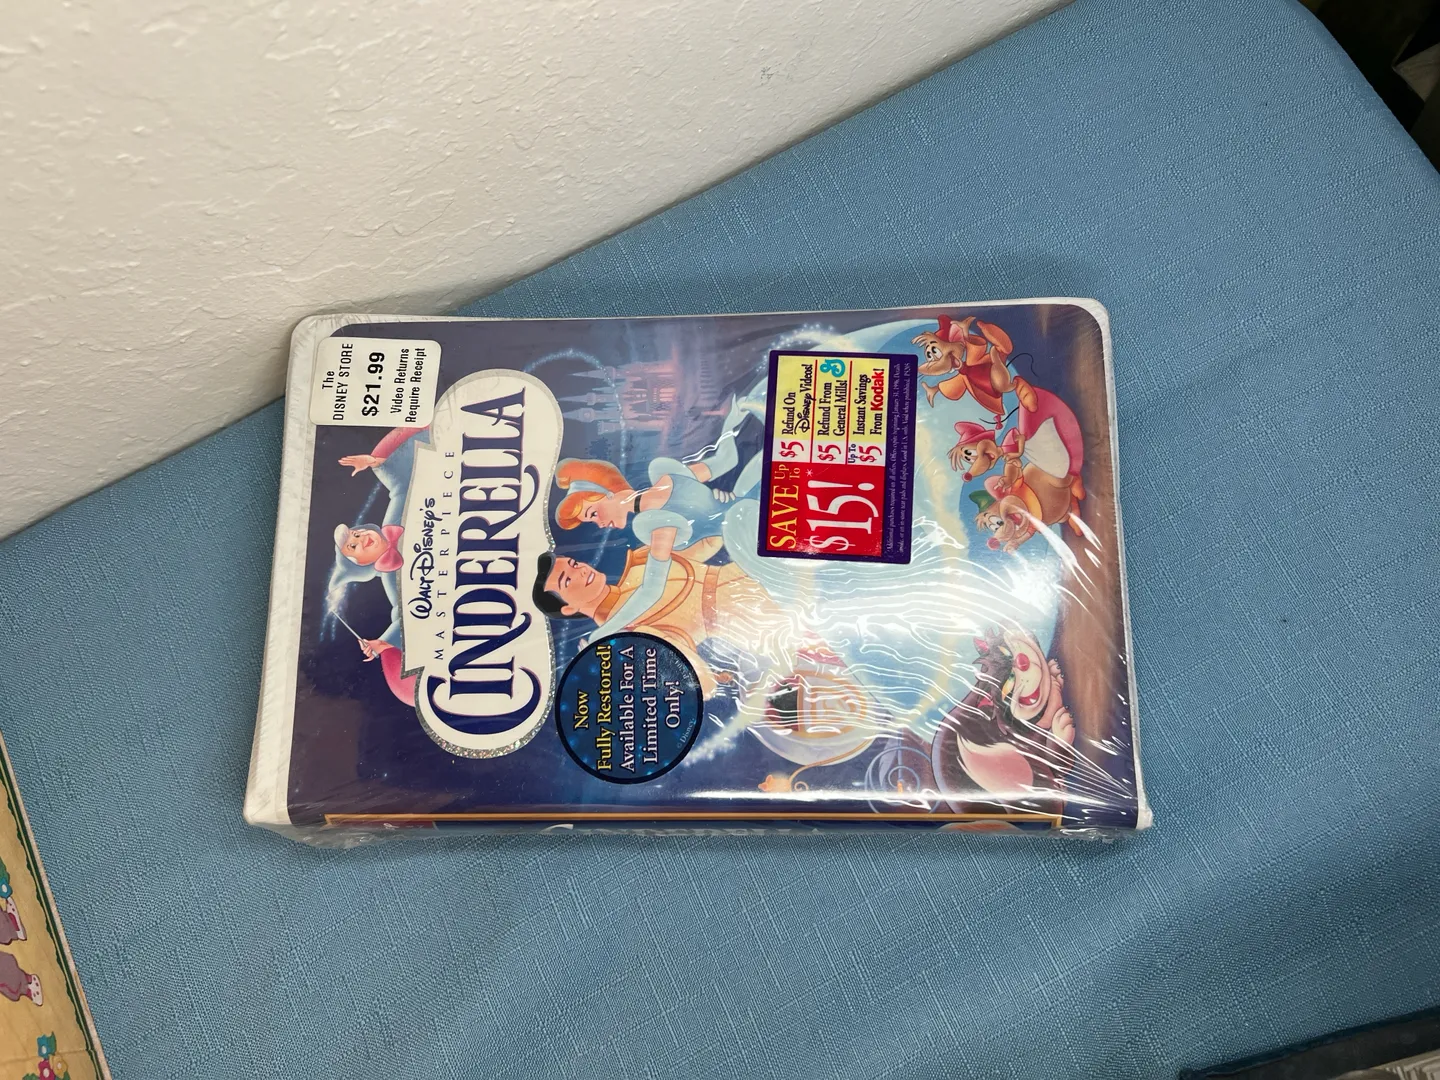 The
DISNEY STORE
$21.99
Video Returns
Require Receipt
WALT DISNEY'S
MASTERPIECE
CINDERELLA
Now
Fully Restored!
Available For A
Limited Time
Only!
© Disney
SAVE UP TO
$15!*
$5 Refund On
DISNEY Videos!
$5 Refund From
General Mills! G
Up To $5 Instant Savings
From Kodak!